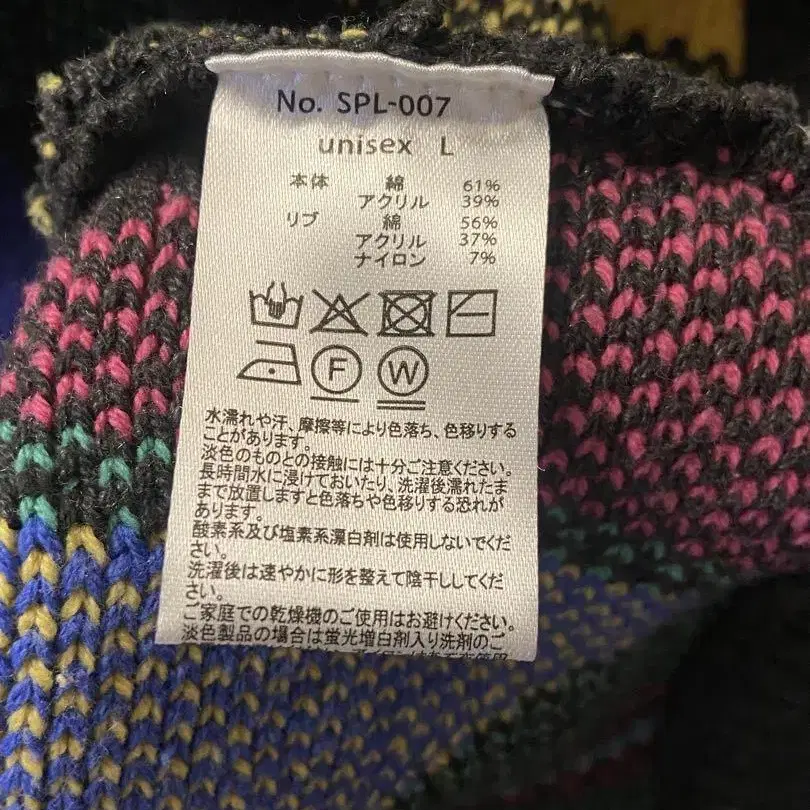 No. SPL-007
unisex L
本体 綿 61%
アクリル 39%
リブ 綿 56%
アクリル 37%
ナイロン 7%
F W
水濡れや汗、摩擦等により色落ち、色移りする
ことがあります。
淡色のものとの接触には十分ご注意ください。
長時間水に浸けておいたり、洗濯後濡れたま
まで放置しますと色落ちや色移りする恐れが
あります。
酸素系及び塩素系漂白剤は使用しないでくだ
さい。
洗濯後は速やかに形を整えて陰干ししてくだ
さい。
ご家庭での乾燥機のご使用はお避けください。
淡色製品の場合は蛍光増白剤入り洗剤のご